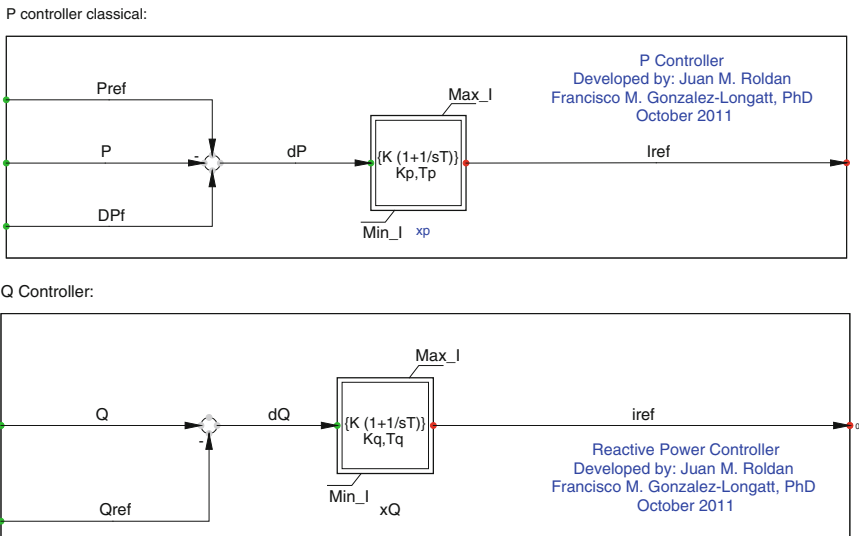 P controller classical:
P Controller
Developed by: Juan M. Roldan
Francisco M. Gonzalez-Longatt, PhD
October 2011
Max_I
Pref
-
P
dP
{K (1+1/sT)}
Kp,Tp
Iref
DPf
Min_I
xp
Q Controller:
Max_I
Q
-
dQ
{K (1+1/sT)}
Kq,Tq
iref
Reactive Power Controller
Developed by: Juan M. Roldan
Francisco M. Gonzalez-Longatt, PhD
October 2011
Min_I
xQ
Qref